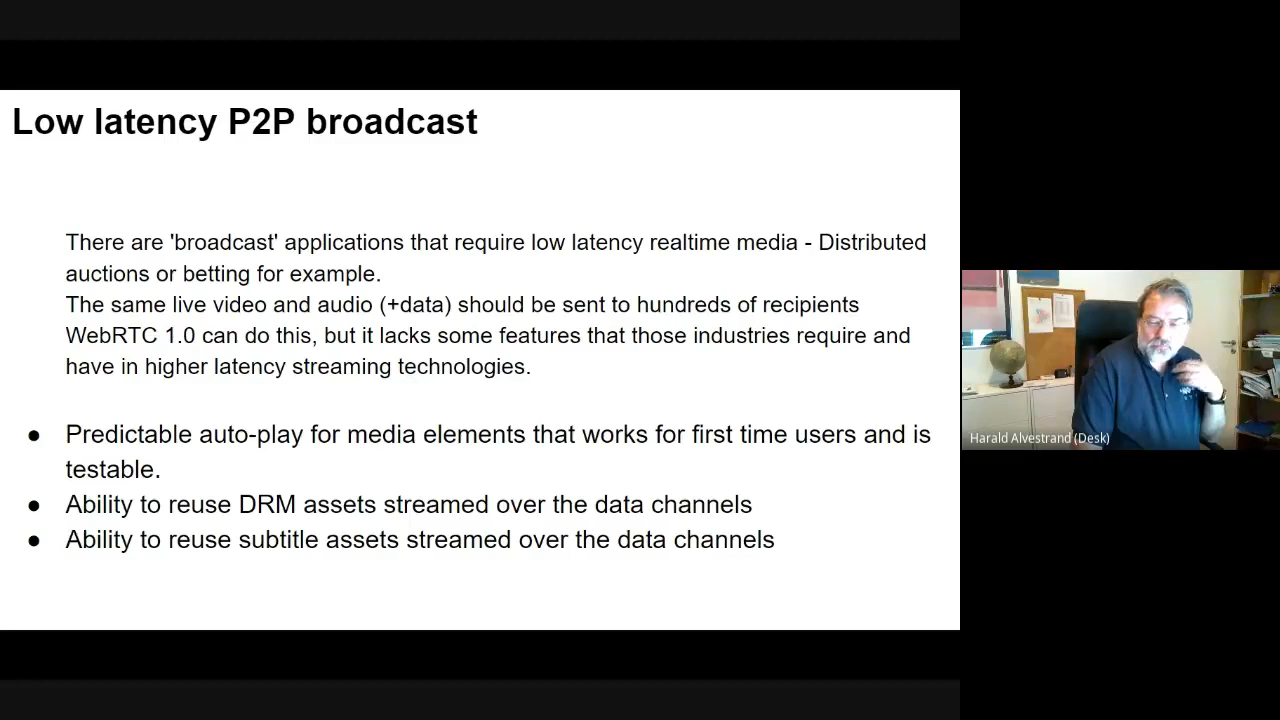 Low latency P2P broadcast
There are 'broadcast' applications that require low latency realtime media - Distributed
auctions or betting for example.
The same live video and audio (+data) should be sent to hundreds of recipients
WebRTC 1.0 can do this, but it lacks some features that those industries require and
have in higher latency streaming technologies.
● Predictable auto-play for media elements that works for first time users and is
testable.
● Ability to reuse DRM assets streamed over the data channels
● Ability to reuse subtitle assets streamed over the data channels
Harald Alvestrand (Desk)